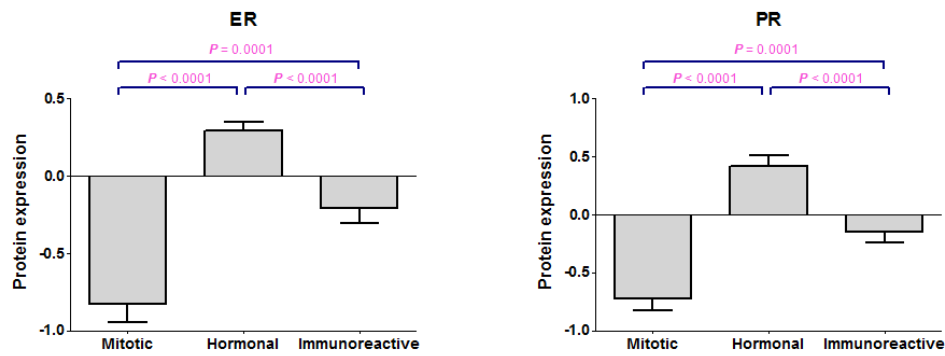 ER
P = 0.0001
P < 0.0001 P < 0.0001
Protein expression
0.5
0.0
-0.5
-1.0
Mitotic Hormonal Immunoreactive
PR
P = 0.0001
P < 0.0001 P < 0.0001
Protein expression
1.0
0.5
0.0
-0.5
-1.0
Mitotic Hormonal Immunoreactive